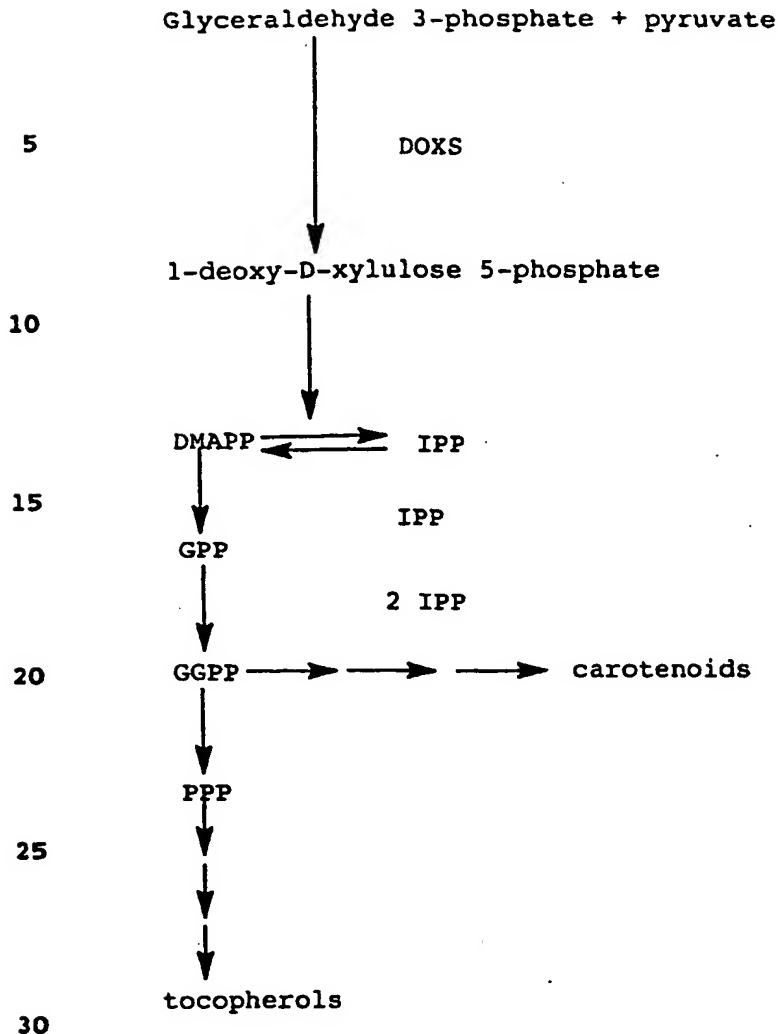 Glyceraldehyde 3-phosphate + pyruvate
5 DOXS
1-deoxy-D-xylulose 5-phosphate
10
DMAPP IPP
15 IPP
GPP
2 IPP
20 GGPP carotenoids
PPP
25
tocopherols
30